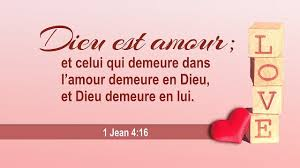 Dieu est amour;
et celui qui demeure dans
l'amour demeure en Dieu,
et Dieu demeure en lui.
1 Jean 4:16
L
O
V
E